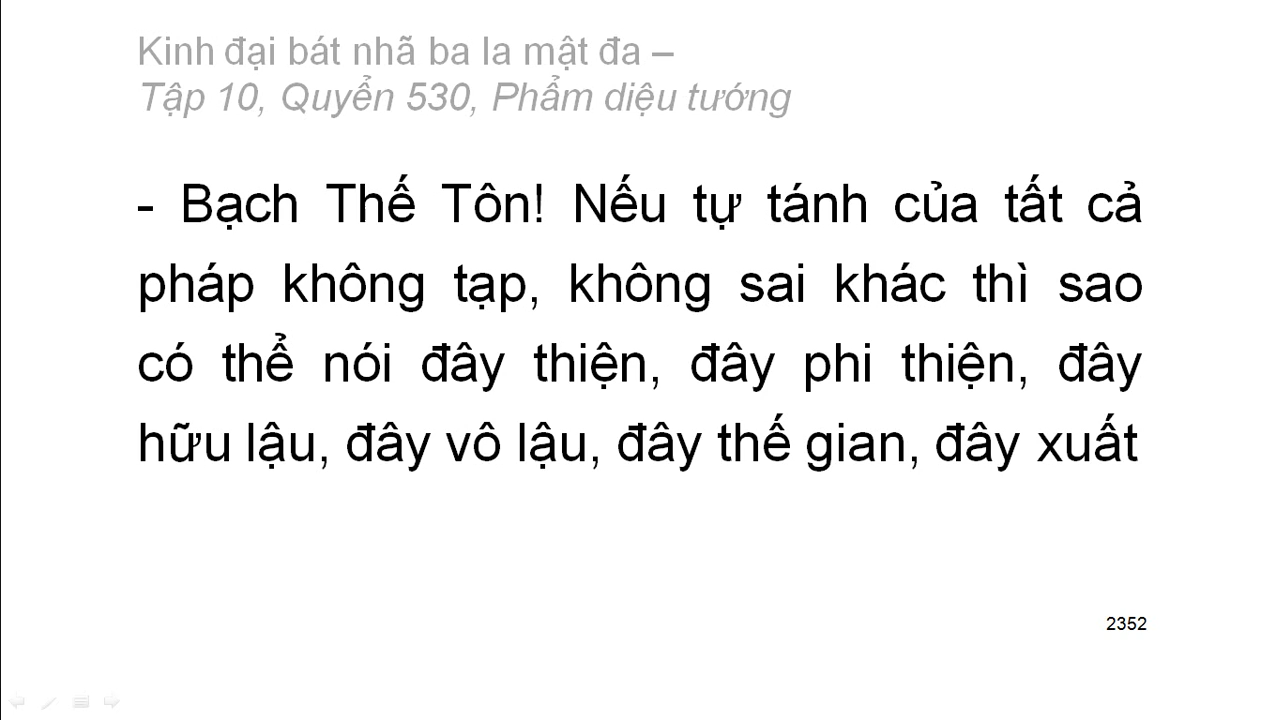 Kinh đại bát nhã ba la mật đa –
Tập 10, Quyển 530, Phẩm diệu tướng
- Bạch Thế Tôn! Nếu tự tánh của tất cả
pháp không tạp, không sai khác thì sao
có thể nói đây thiện, đây phi thiện, đây
hữu lậu, đây vô lậu, đây thế gian, đây xuất
2352